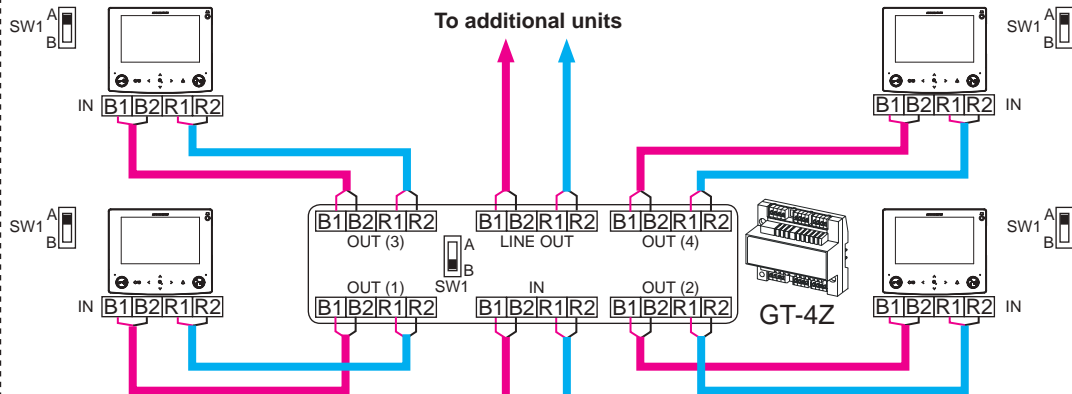 To additional units
SW1 A B
SW1 A B
IN B1 B2 R1 R2
B1 B2 R1 R2 IN
B1 B2 R1 R2
OUT (3)
B1 B2 R1 R2
LINE OUT
B1 B2 R1 R2
OUT (4)
SW1 A B
SW1 A B
A
B
SW1
OUT (1)
IN
OUT (2)
IN B1 B2 R1 R2
B1 B2 R1 R2
B1 B2 R1 R2
B1 B2 R1 R2
GT-4Z
B1 B2 R1 R2 IN